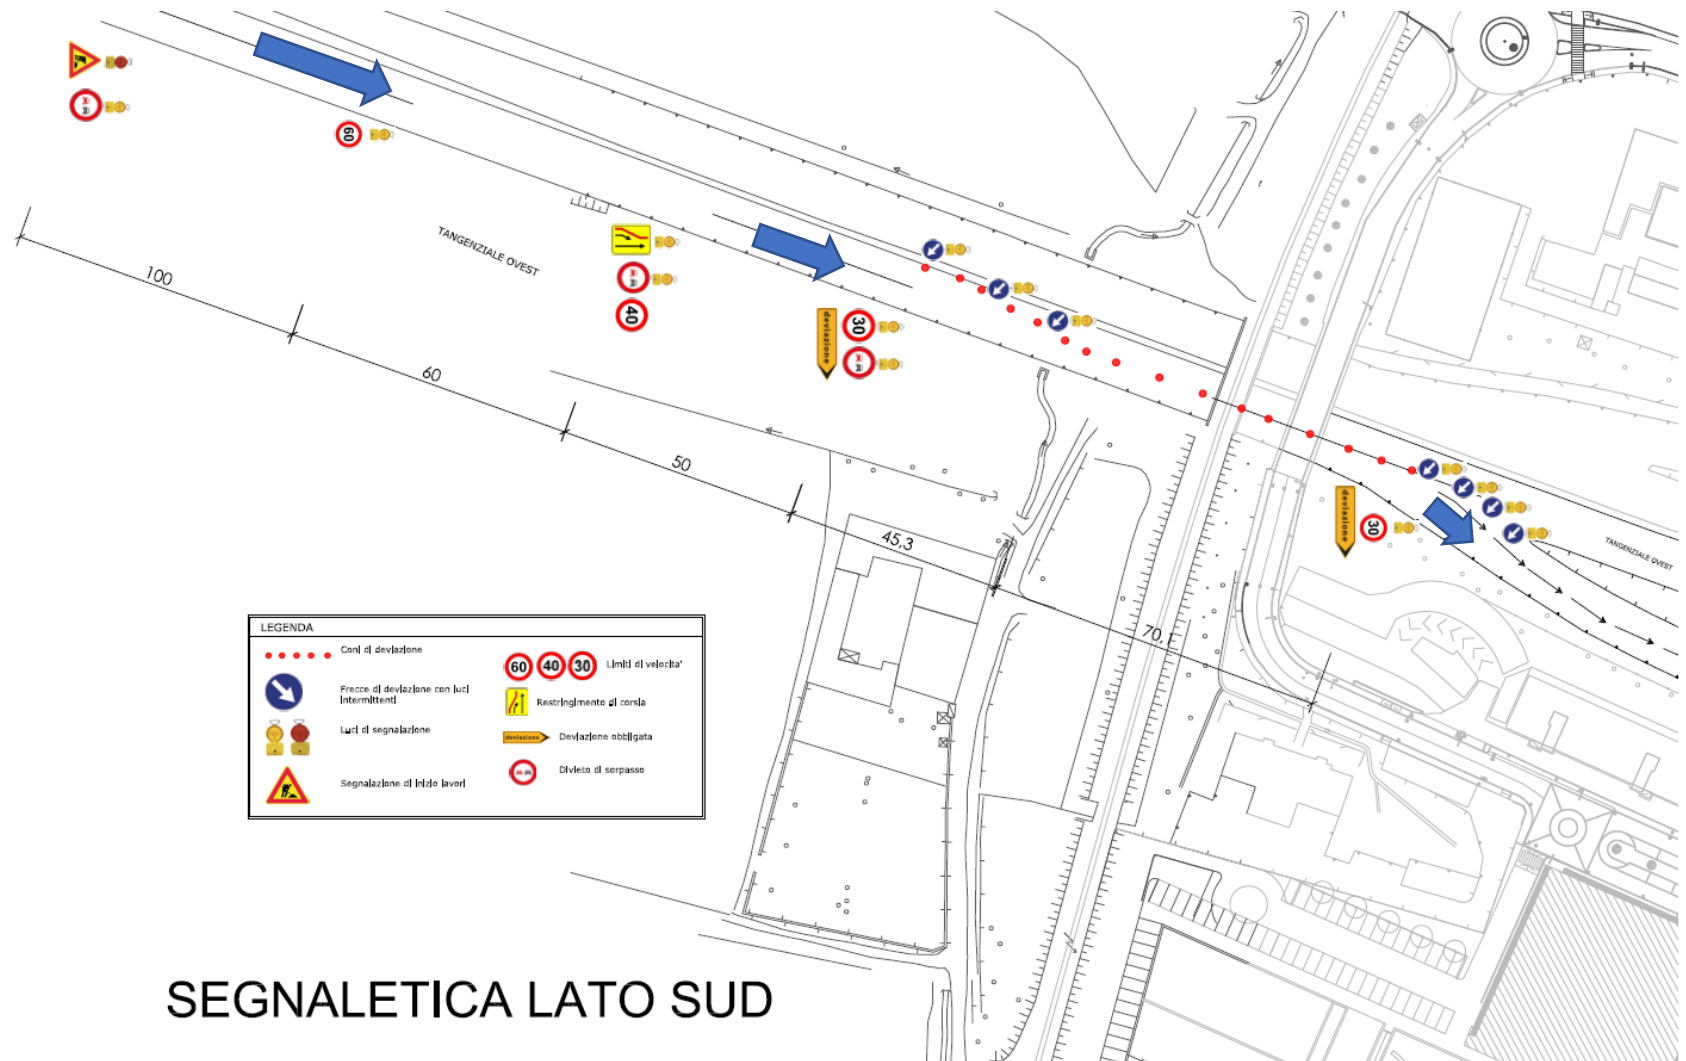 60
TANGENZIALE OVEST
100
40
deviazione
30
60
50
45,3
70,1
deviazione
30
TANGENZIALE OVEST
LEGENDA
Coni di deviazione
Frecce di deviazione con luci
intermittenti
Luci di segnalazione
Segnalazione di inizio lavori
60 40 30 Limiti di velocita'
Restringimento di corsia
deviazione Deviazione obbligata
Divieto di sorpasso
SEGNALETICA LATO SUD